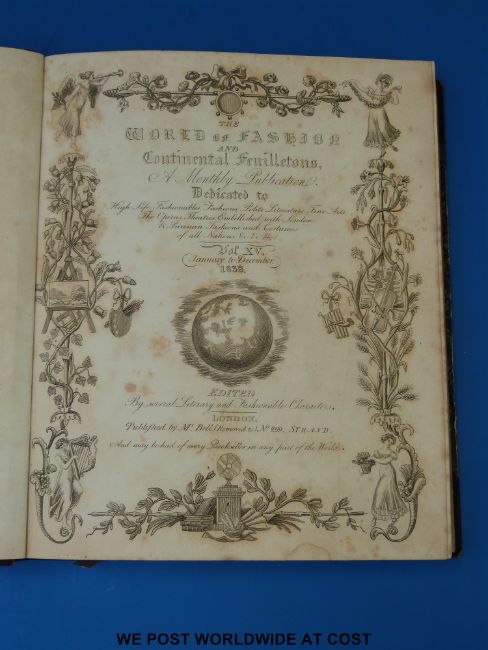 THE
WORLD OF FASHION
AND
Continental Feuilletons,
A Monthly Publication,
Dedicated to
High Life, Fashionables, Fashions, Polite Literature, Fine Arts
The Operas, Theatres, Embellished with London
& Parisian Fashions and Costumes
of all Nations &c. &c. &c.
Vol. XV.
January to December
1838.
EDITED
By several Literary and Fashionable Characters,
LONDON,
Published by Mr Bell (Removed to), No 299, STRAND.
And may be had of every Bookseller in any part of the World.
WE POST WORLDWIDE AT COST